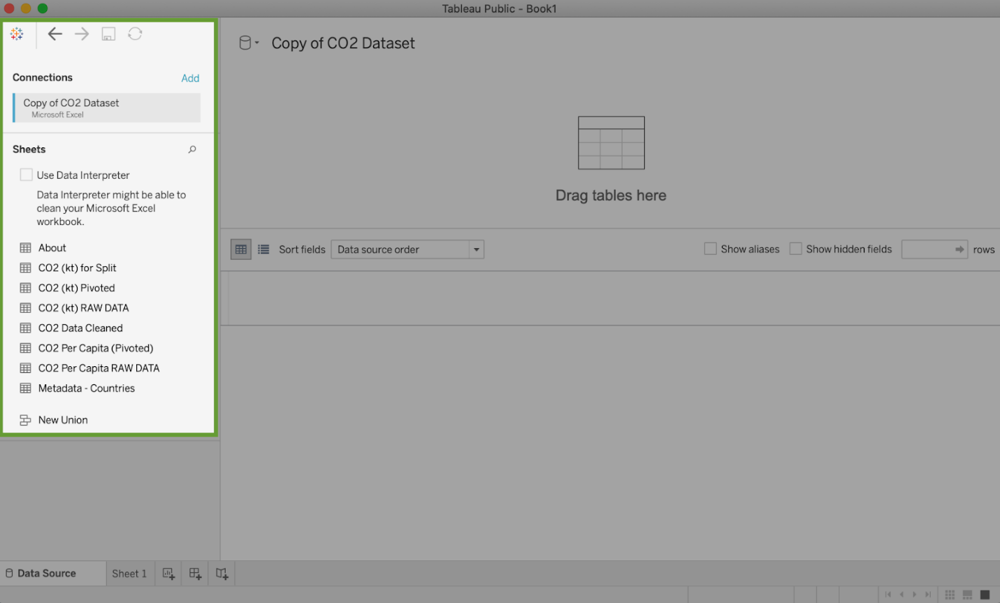 Tableau Public - Book1
Copy of CO2 Dataset
Connections
Add
Copy of CO2 Dataset
Microsoft Excel
Sheets
Use Data Interpreter
Data Interpreter might be able to
clean your Microsoft Excel
workbook.
About
CO2 (kt) for Split
CO2 (kt) Pivoted
CO2 (kt) RAW DATA
CO2 Data Cleaned
CO2 Per Capita (Pivoted)
CO2 Per Capita RAW DATA
Metadata - Countries
New Union
Drag tables here
Sort fields Data source order Show aliases Show hidden fields rows
Data Source Sheet 1